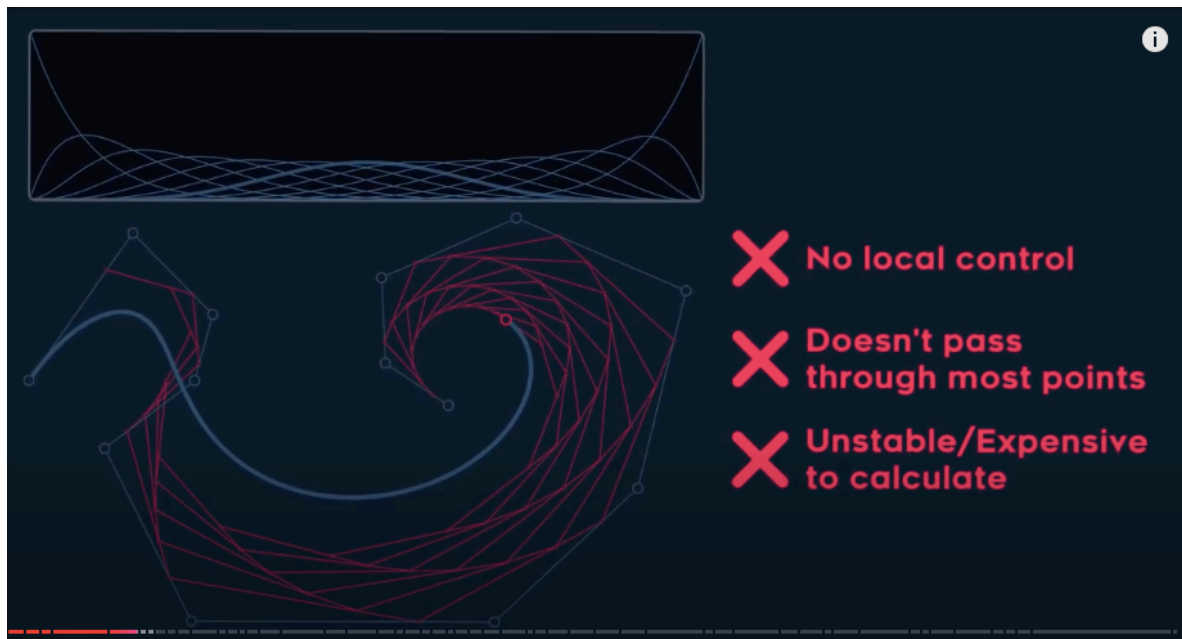 i
No local control
Doesn't pass
through most points
Unstable/Expensive
to calculate